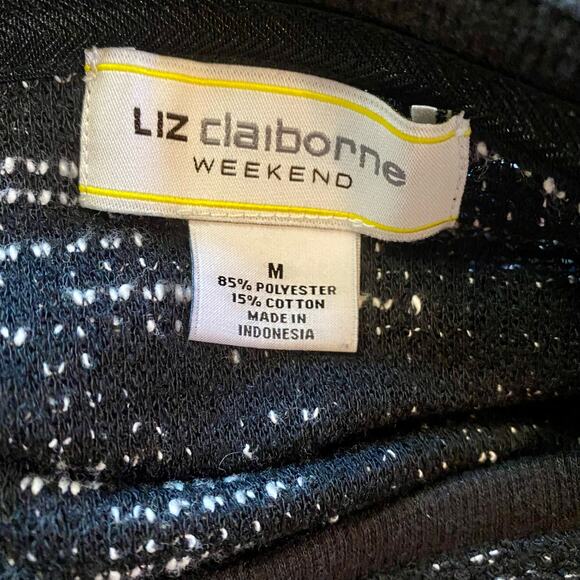 LIZ claiborne
WEEKEND
M
85% POLYESTER
15% COTTON
MADE IN
INDONESIA